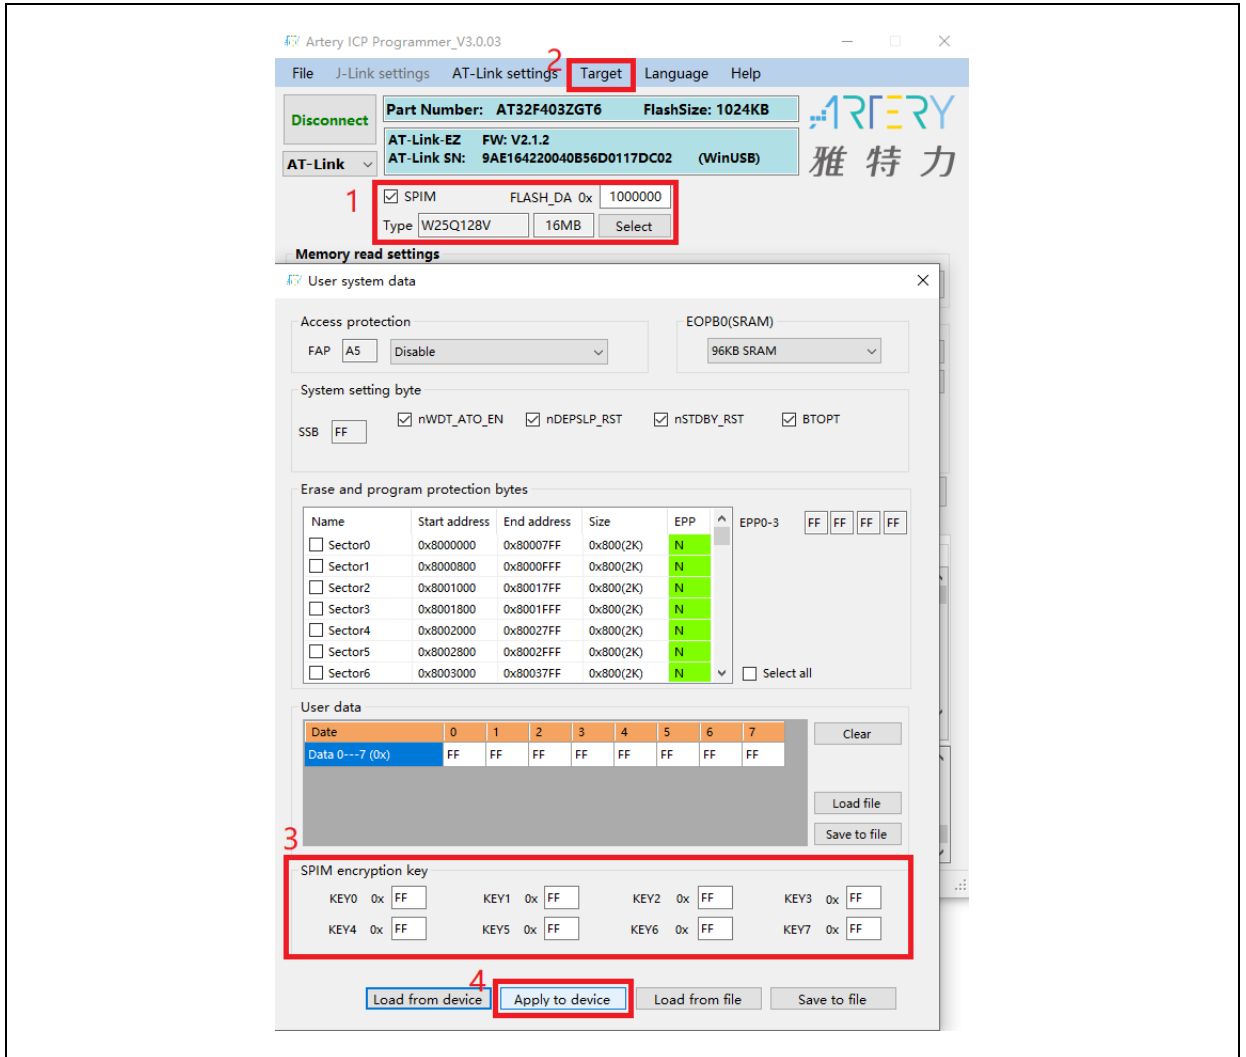 Artery ICP Programmer_V3.0.03
2
File J-Link settings AT-Link settings Target Language Help
Disconnect
Part Number: AT32F403ZGT6 FlashSize: 1024KB
ARTERY
AT-Link-EZ FW: V2.1.2
AT-Link
AT-Link SN: 9AE164220040B56D0117DC02 (WinUSB)
雅特力
1
SPIM FLASH_DA 0x 1000000
Type W25Q128V 16MB Select
Memory read settings
User system data
Access protection
EOPB0(SRAM)
FAP A5 Disable
96KB SRAM
System setting byte
SSB FF
nWDT_ATO_EN nDEPSLP_RST nSTDBY_RST BTOPT
Erase and program protection bytes
Name Start address End address Size EPP
EPP0-3 FF FF FF FF
Sector0 0x8000000 0x80007FF 0x800(2K) N
Sector1 0x8000800 0x8000FFF 0x800(2K) N
Sector2 0x8001000 0x80017FF 0x800(2K) N
Sector3 0x8001800 0x8001FFF 0x800(2K) N
Sector4 0x8002000 0x80027FF 0x800(2K) N
Sector5 0x8002800 0x8002FFF 0x800(2K) N
Sector6 0x8003000 0x80037FF 0x800(2K) N
Select all
User data
Date 0 1 2 3 4 5 6 7
Clear
Data 0---7 (0x) FF FF FF FF FF FF FF FF
Load file
Save to file
3
SPIM encryption key
KEY0 0x FF KEY1 0x FF KEY2 0x FF KEY3 0x FF
KEY4 0x FF KEY5 0x FF KEY6 0x FF KEY7 0x FF
4
Load from device Apply to device Load from file Save to file